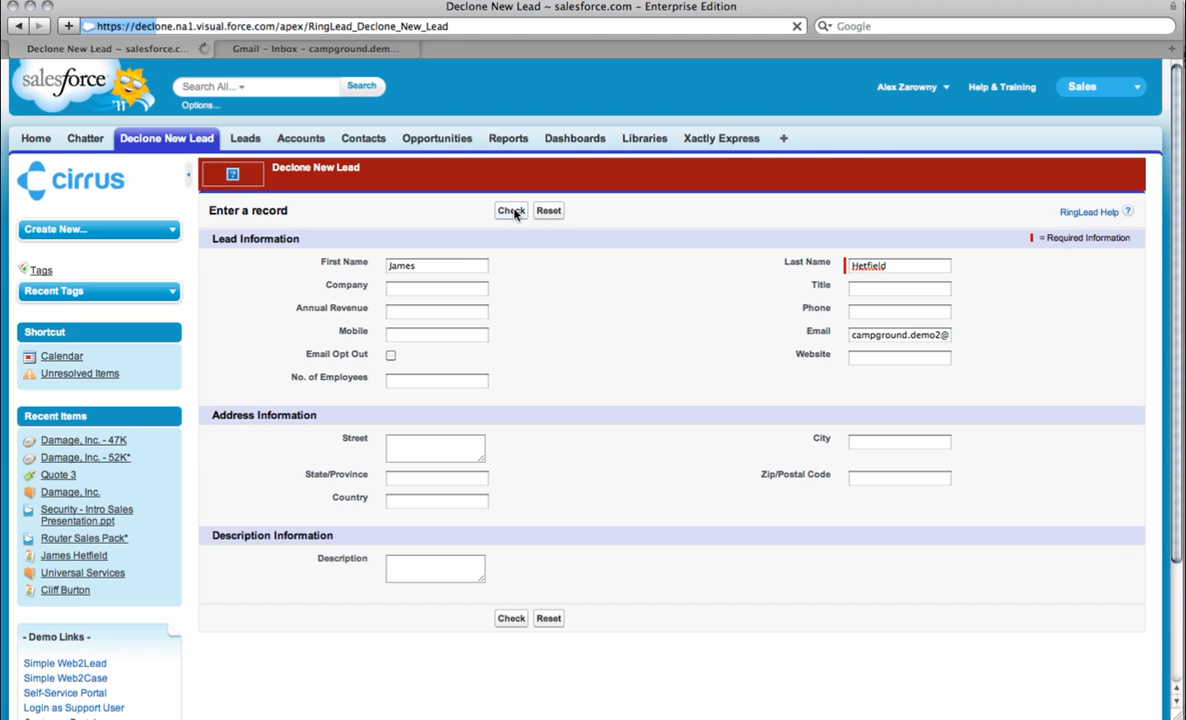 Declone New Lead ~ salesforce.com - Enterprise Edition
https://declone.na1.visual.force.com/apex/RingLead_Declone_New_Lead
Google
Declone New Lead ~ salesforce.c...
Gmail - Inbox - campground.dem...
salesforce
'11
Search All...
Search
Options...
Alex Zarowny
Help & Training
Sales
Home
Chatter
Declone New Lead
Leads
Accounts
Contacts
Opportunities
Reports
Dashboards
Libraries
Xactly Express
+
cirrus
Create New...
Tags
Recent Tags
Shortcut
Calendar
Unresolved Items
Recent Items
Damage, Inc. - 47K
Damage, Inc. - 52K*
Quote 3
Damage, Inc.
Security - Intro Sales
Presentation.ppt
Router Sales Pack*
James Hetfield
Universal Services
Cliff Burton
- Demo Links -
Simple Web2Lead
Simple Web2Case
Self-Service Portal
Login as Support User
?
Declone New Lead
Enter a record
Check
Reset
RingLead Help ?
Lead Information
= Required Information
First Name
James
Last Name
Hetfield
Company
Title
Annual Revenue
Phone
Mobile
Email
campground.demo2@
Email Opt Out
Website
No. of Employees
Address Information
Street
City
State/Province
Zip/Postal Code
Country
Description Information
Description
Check
Reset